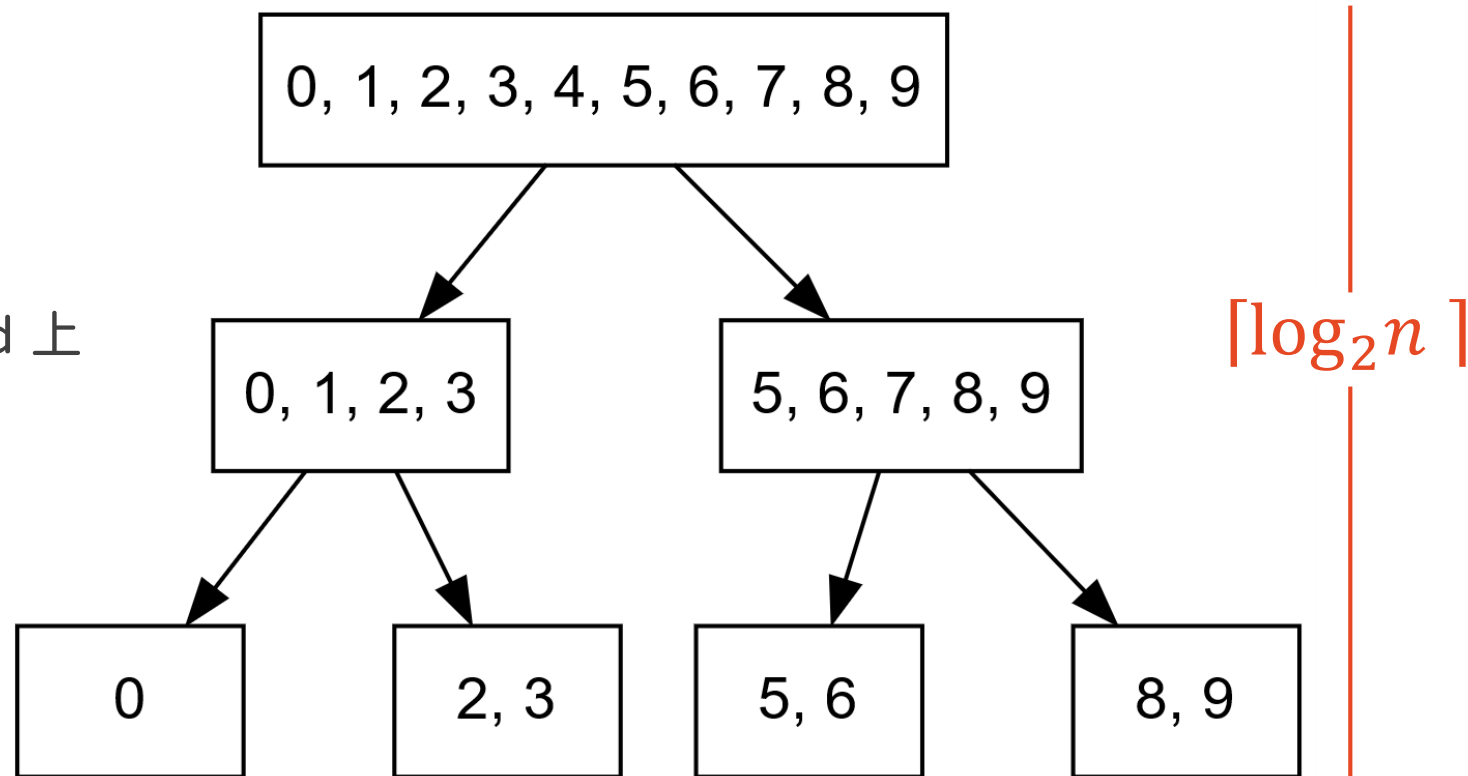 0, 1, 2, 3, 4, 5, 6, 7, 8, 9
上
⌈log₂n ⌉
0, 1, 2, 3
5, 6, 7, 8, 9
0
2, 3
5, 6
8, 9